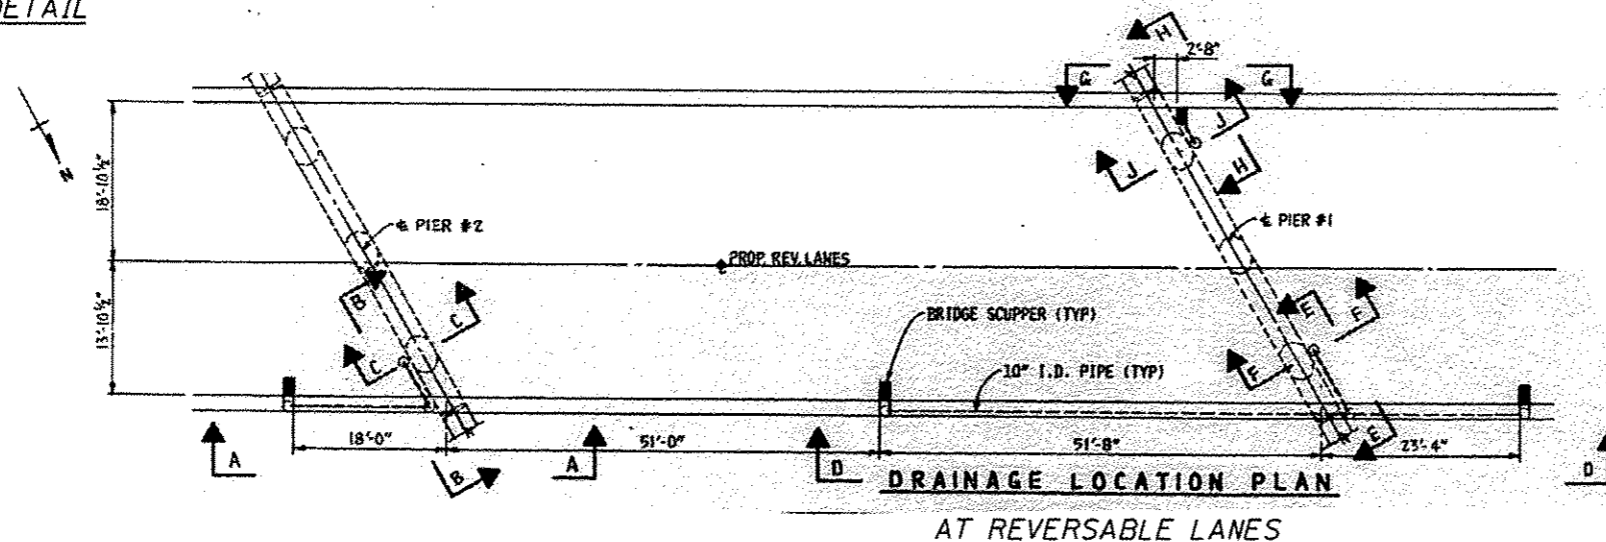 DETAIL
H
2'-8"
G
G
J
J
H
N
18'-10½"
℄ PIER #2
℄ PIER #1
PROP. REV. LANES
B
C
E
F
13'-10½"
BRIDGE SCUPPER (TYP)
C
10" I.D. PIPE (TYP)
F
18'-0"
51'-0"
51'-8"
23'-4"
E
A
B
A
D
D
DRAINAGE LOCATION PLAN
AT REVERSABLE LANES